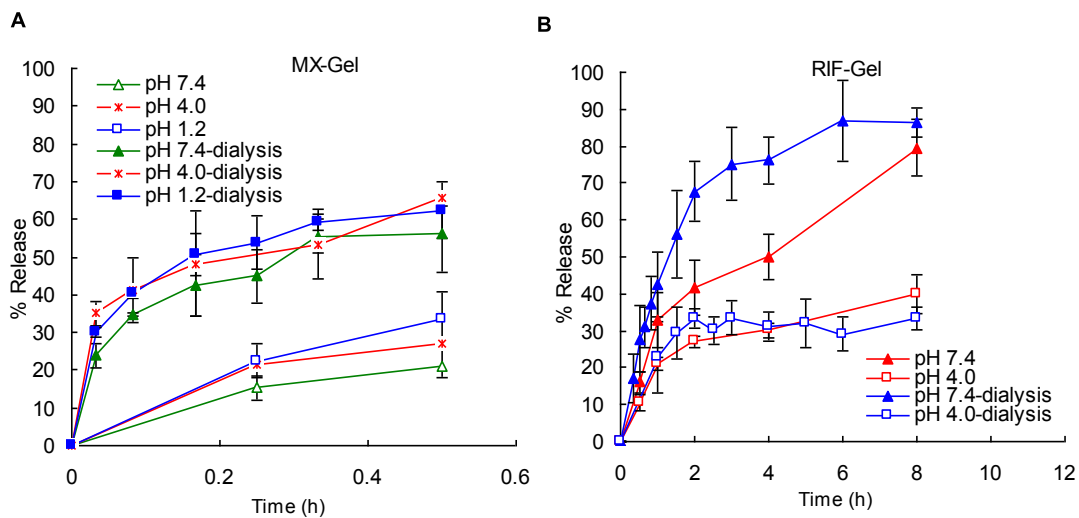 A
MX-Gel
% Release
100
90
80
70
60
50
40
30
20
10
0
pH 7.4
pH 4.0
pH 1.2
pH 7.4-dialysis
pH 4.0-dialysis
pH 1.2-dialysis
0
0.2
0.4
0.6
Time (h)
B
RIF-Gel
% Release
100
90
80
70
60
50
40
30
20
10
0
pH 7.4
pH 4.0
pH 7.4-dialysis
pH 4.0-dialysis
0
2
4
6
8
10
12
Time (h)